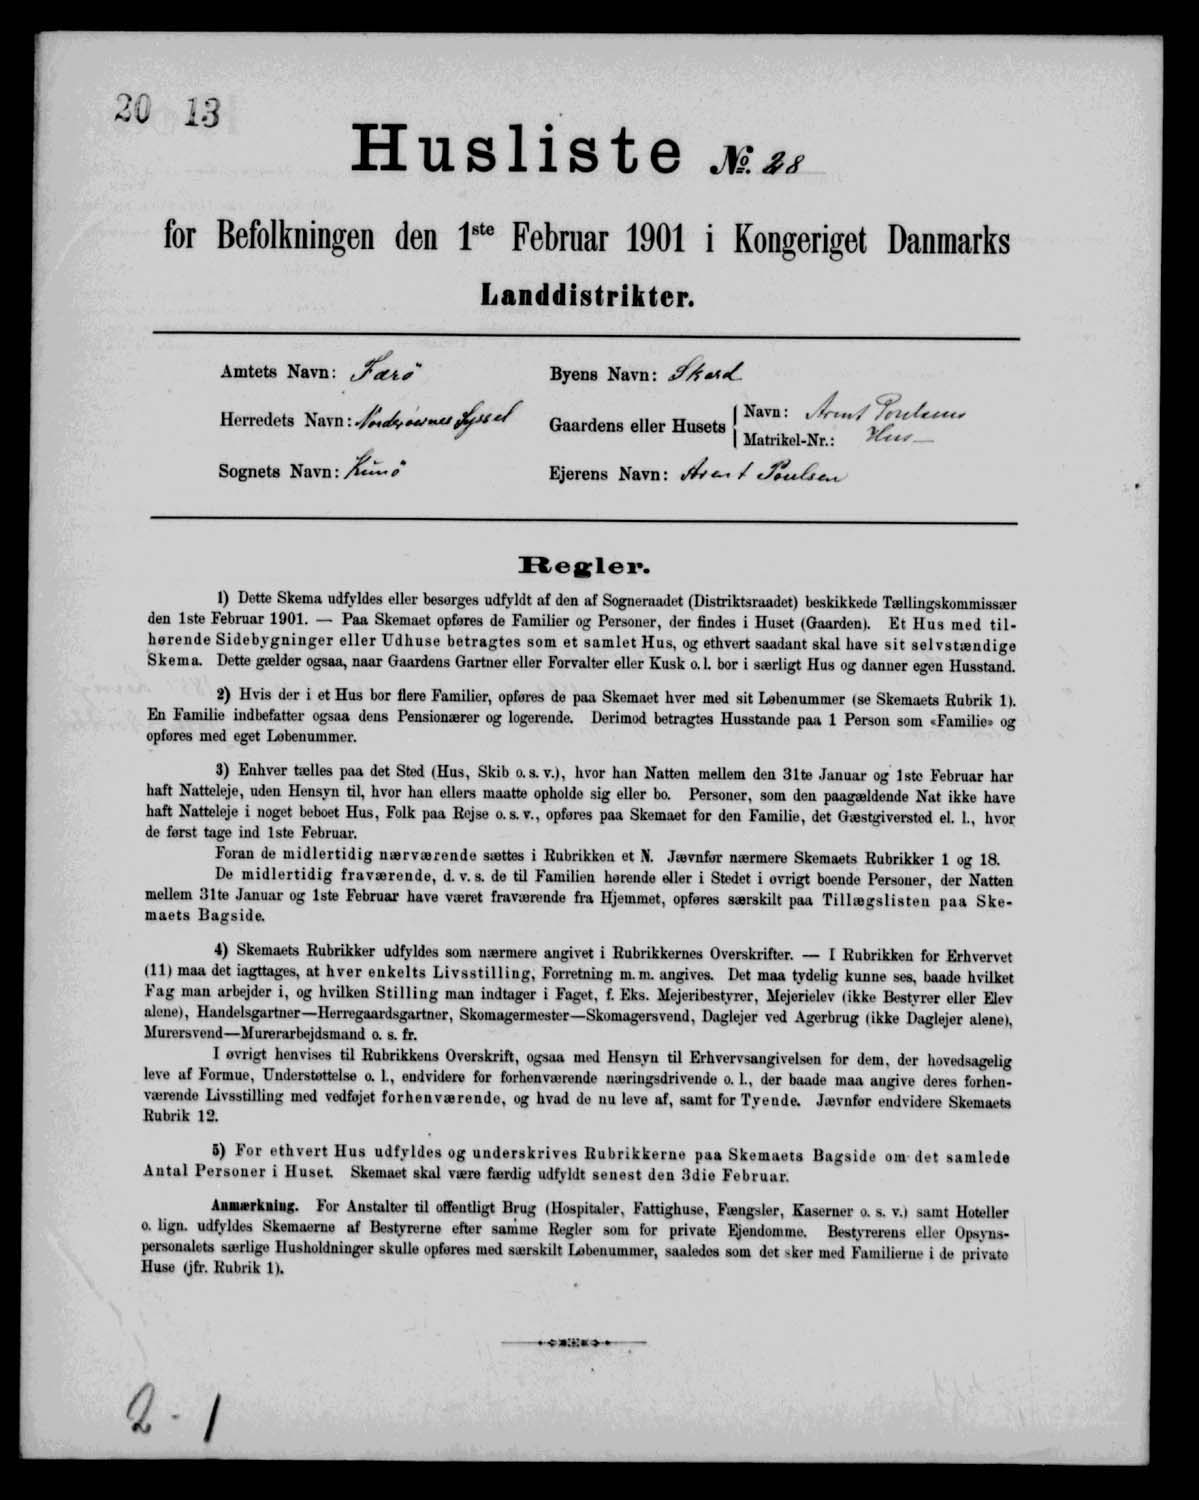 20 13
Husliste No. 28
for Befolkningen den 1ste Februar 1901 i Kongeriget Danmarks
Landdistrikter.
Amtets Navn: Færö
Byens Navn: Skard
Herredets Navn: Norderöernes Syssel
Gaardens eller Husets Navn: Arent Poulsens
Matrikel-Nr.: Hus
Sognets Navn: Kunö
Ejerens Navn: Arent Poulsen
Regler.
1) Dette Skema udfyldes eller besørges udfyldt af den af Sogneraadet (Distriktsraadet) beskikkede Tællingskommissær
den 1ste Februar 1901. — Paa Skemaet opføres de Familier og Personer, der findes i Huset (Gaarden). Et Hus med til-
hørende Sidebygninger eller Udhuse betragtes som et samlet Hus, og ethvert saadant skal have sit selvstændige
Skema. Dette gælder ogsaa, naar Gaardens Gartner eller Forvalter eller Kusk o. l. bor i særligt Hus og danner egen Husstand.
2) Hvis der i et Hus bor flere Familier, opføres de paa Skemaet hver med sit Løbenummer (se Skemaets Rubrik 1).
En Familie indbefatter ogsaa dens Pensionærer og logerende. Derimod betragtes Husstande paa 1 Person som «Familie» og
opføres med eget Løbenummer.
3) Enhver tælles paa det Sted (Hus, Skib o. s. v.), hvor han Natten mellem den 31te Januar og 1ste Februar har
haft Natteleje, uden Hensyn til, hvor han ellers maatte opholde sig eller bo. Personer, som den paagældende Nat ikke have
haft Natteleje i noget beboet Hus, Folk paa Rejse o. s. v., opføres paa Skemaet for den Familie, det Gæstgiversted el. l., hvor
de først tage ind 1ste Februar.
Foran de midlertidig nærværende sættes i Rubrikken et N. Jævnfør nærmere Skemaets Rubrikker 1 og 18.
De midlertidig fraværende, d. v. s. de til Familien hørende eller i Stedet i øvrigt boende Personer, der Natten
mellem 31te Januar og 1ste Februar have været fraværende fra Hjemmet, opføres særskilt paa Tillægslisten paa Ske-
maets Bagside.
4) Skemaets Rubrikker udfyldes som nærmere angivet i Rubrikkernes Overskrifter. — I Rubrikken for Erhvervet
(11) maa det iagttages, at hver enkelts Livsstilling, Forretning m. m. angives. Det maa tydelig kunne ses, baade hvilket
Fag man arbejder i, og hvilken Stilling man indtager i Faget, f. Eks. Mejeribestyrer, Mejerielev (ikke Bestyrer eller Elev
alene), Handelsgartner—Herregaardsgartner, Skomagermester—Skomagersvend, Daglejer ved Agerbrug (ikke Daglejer alene),
Murersvend—Murerarbejdsmand o. s. fr.
I øvrigt henvises til Rubrikkens Overskrift, ogsaa med Hensyn til Erhvervsangivelsen for dem, der hovedsagelig
leve af Formue, Understøttelse o. l., endvidere for forhenværende næringsdrivende o. l., der baade maa angive deres forhen-
værende Livsstilling med vedføjet forhenværende, og hvad de nu leve af, samt for Tyende. Jævnfør endvidere Skemaets
Rubrik 12.
5) For ethvert Hus udfyldes og underskrives Rubrikkerne paa Skemaets Bagside om det samlede
Antal Personer i Huset. Skemaet skal være færdig udfyldt senest den 3die Februar.
Anmærkning. For Anstalter til offentligt Brug (Hospitaler, Fattighuse, Fængsler, Kaserner o. s. v.) samt Hoteller
o. lign. udfyldes Skemaerne af Bestyrerne efter samme Regler som for private Ejendomme. Bestyrerens eller Opsyns-
personalets særlige Husholdninger skulle opføres med særskilt Løbenummer, saaledes som det sker med Familierne i de private
Huse (jfr. Rubrik 1).
2 - 1